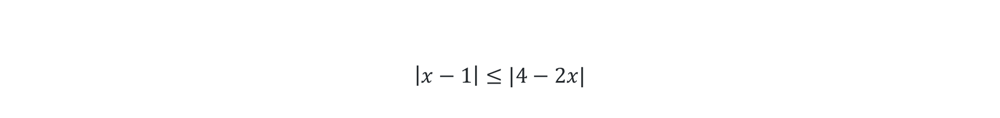 |x − 1| ≤ |4 − 2x|